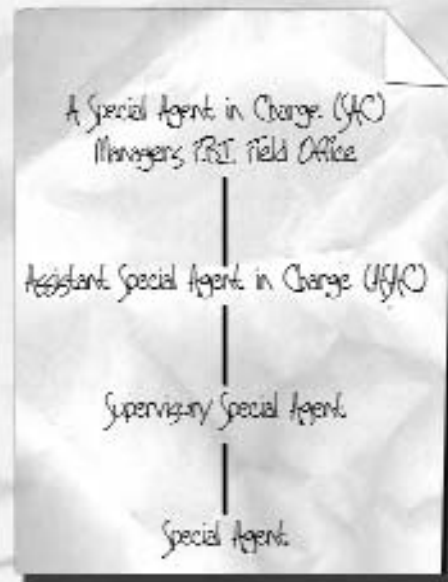 A Special Agent in Charge (SAC)
Managers F.B.I. Field Office
Assistant Special Agent in Charge (ASAC)
Supervisory Special Agent
Special Agent